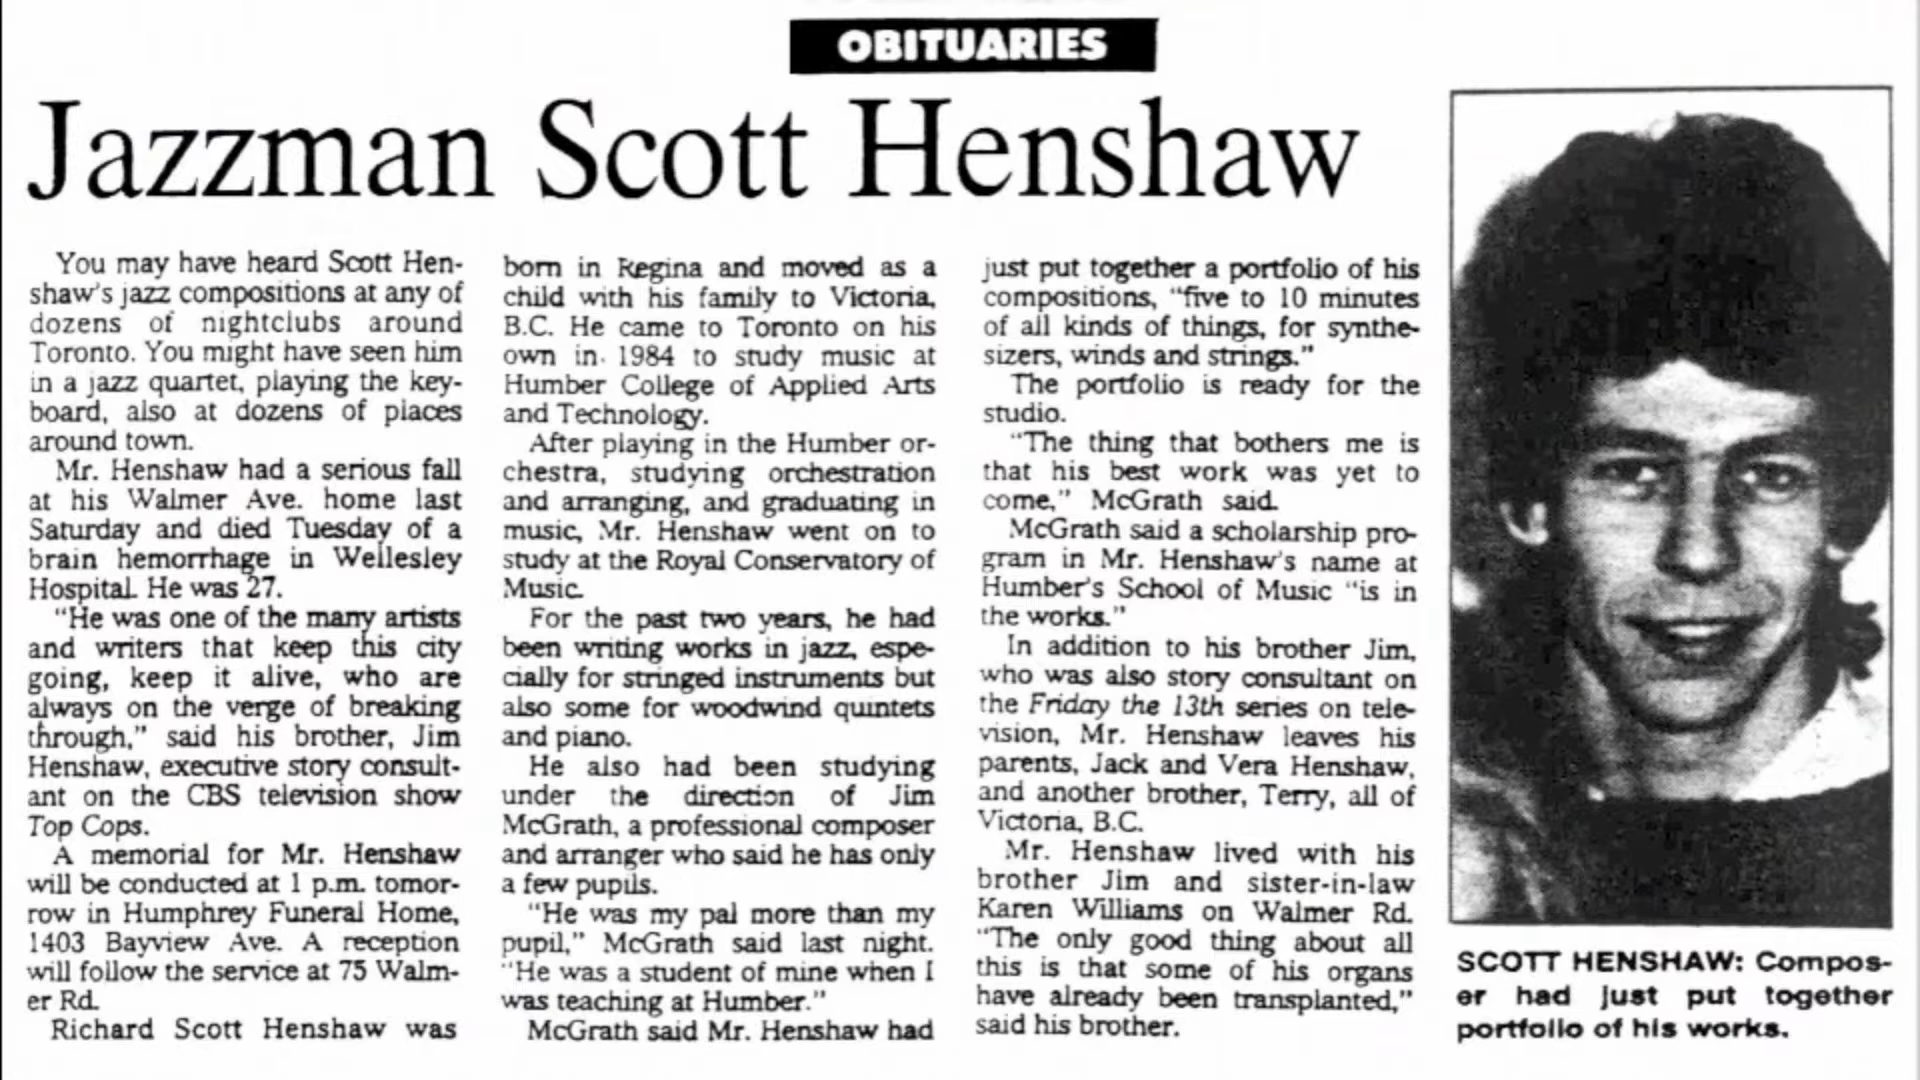 OBITUARIES
Jazzman Scott Henshaw
You may have heard Scott Hen-
shaw's jazz compositions at any of
dozens of nightclubs around
Toronto. You might have seen him
in a jazz quartet, playing the key-
board, also at dozens of places
around town.
Mr. Henshaw had a serious fall
at his Walmer Ave. home last
Saturday and died Tuesday of a
brain hemorrhage in Wellesley
Hospital. He was 27.
"He was one of the many artists
and writers that keep this city
going, keep it alive, who are
always on the verge of breaking
through," said his brother, Jim
Henshaw, executive story consult-
ant on the CBS television show
Top Cops.
A memorial for Mr. Henshaw
will be conducted at 1 p.m. tomor-
row in Humphrey Funeral Home,
1403 Bayview Ave. A reception
will follow the service at 75 Walm-
er Rd.
Richard Scott Henshaw was
born in Regina and moved as a
child with his family to Victoria,
B.C. He came to Toronto on his
own in 1984 to study music at
Humber College of Applied Arts
and Technology.
After playing in the Humber or-
chestra, studying orchestration
and arranging, and graduating in
music, Mr. Henshaw went on to
study at the Royal Conservatory of
Music.
For the past two years, he had
been writing works in jazz, espe-
cially for stringed instruments but
also some for woodwind quintets
and piano.
He also had been studying
under the direction of Jim
McGrath, a professional composer
and arranger who said he has only
a few pupils.
"He was my pal more than my
pupil," McGrath said last night.
"He was a student of mine when I
was teaching at Humber."
McGrath said Mr. Henshaw had
just put together a portfolio of his
compositions, "five to 10 minutes
of all kinds of things, for synthe-
sizers, winds and strings."
The portfolio is ready for the
studio.
"The thing that bothers me is
that his best work was yet to
come," McGrath said.
McGrath said a scholarship pro-
gram in Mr. Henshaw's name at
Humber's School of Music "is in
the works."
In addition to his brother Jim,
who was also story consultant on
the Friday the 13th series on tele-
vision, Mr. Henshaw leaves his
parents, Jack and Vera Henshaw,
and another brother, Terry, all of
Victoria, B.C.
Mr. Henshaw lived with his
brother Jim and sister-in-law
Karen Williams on Walmer Rd.
"The only good thing about all
this is that some of his organs
have already been transplanted,"
said his brother.
SCOTT HENSHAW: Compos-
er had just put together
portfolio of his works.